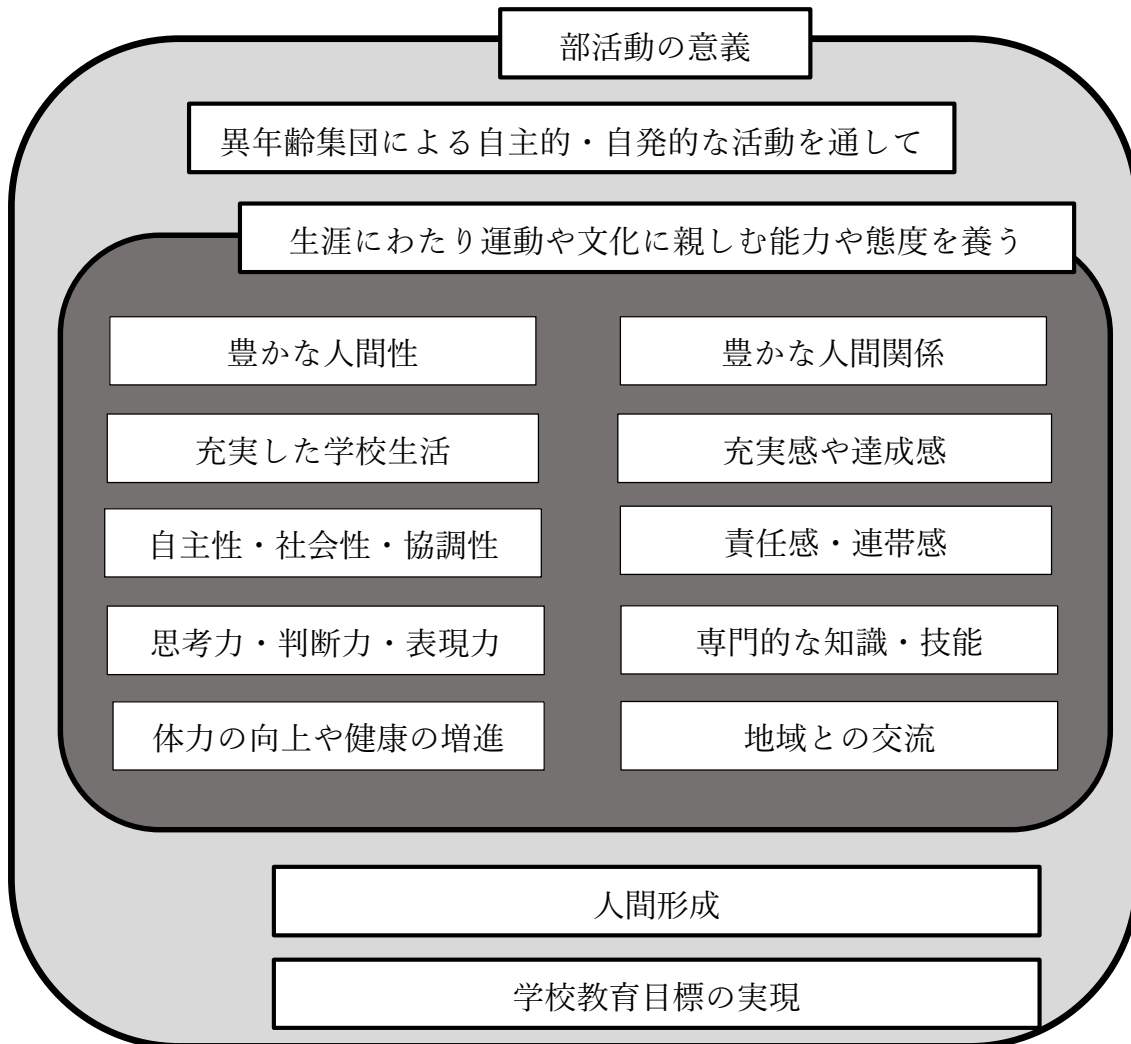 部活動の意義
異年齢集団による自主的・自発的な活動を通して
生涯にわたり運動や文化に親しむ能力や態度を養う
豊かな人間性
豊かな人間関係
充実した学校生活
充実感や達成感
自主性・社会性・協調性
責任感・連帯感
思考力・判断力・表現力
専門的な知識・技能
体力の向上や健康の増進
地域との交流
人間形成
学校教育目標の実現